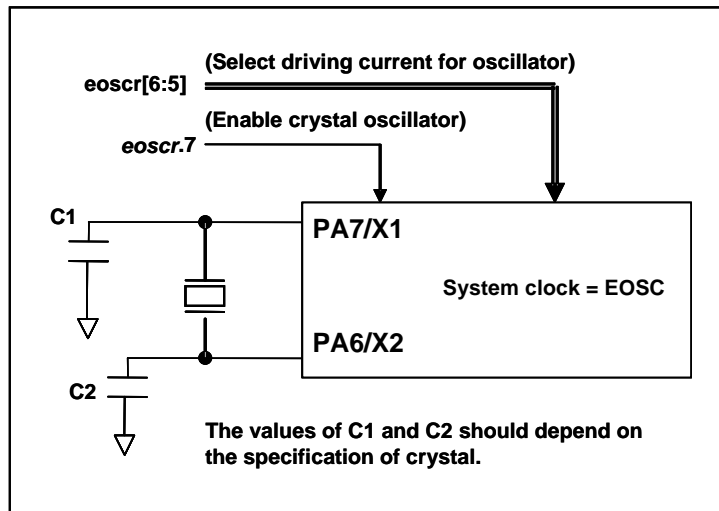 (Select driving current for oscillator)
eoscr[6:5]
(Enable crystal oscillator)
eoscr.7
C1
PA7/X1
System clock = EOSC
PA6/X2
C2
The values of C1 and C2 should depend on
the specification of crystal.